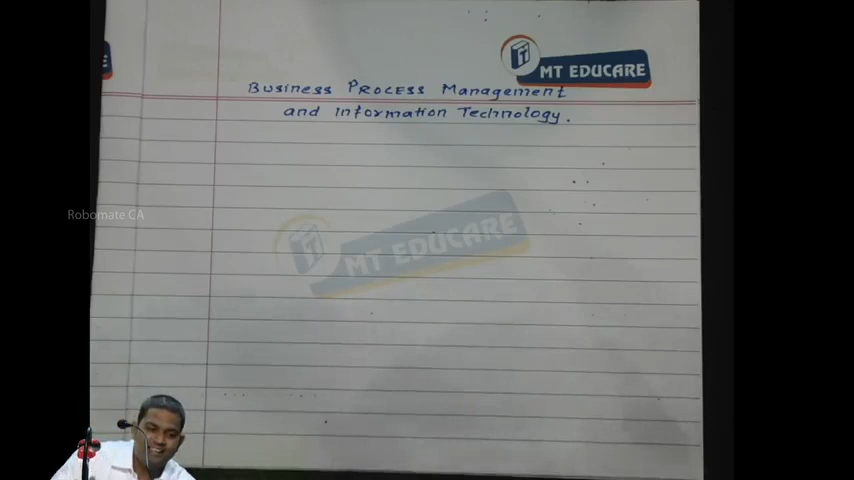 MT EDUCARE
Business Process Management
and Information Technology.
Robomate CA
MT EDUCARE